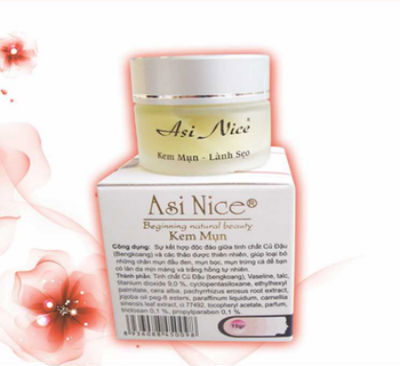 Asi Nice®
Kem Mụn - Lành Sẹo
Asi Nice®
Beginning natural beauty
Kem Mụn
Công dụng: Sự kết hợp độc đáo giữa tinh chất Củ Đậu
(Bengkoang) và các thảo dược thiên nhiên, giúp loại bỏ
những chân mụn đầu đen, mụn bọc, mụn trứng cá để bạn
có làn da mịn màng và trắng hồng tự nhiên.
Thành phần: Tinh chất Củ Đậu (bengkoang), Vaseline, talc,
titanium dioxide 9,0 %, cyclopentasiloxane, ethylhexyl
palmitate, cera alba, pachyrrhizus erosus root extract,
jojoba oil peg-8 esters, paraffinum liquidum, camellia
sinensis leaf extract, ci 77492, tocopheryl acetate, parfum,
triclosan 0,1 %, propylparaben 0,1 %.
8936088450098
15gr